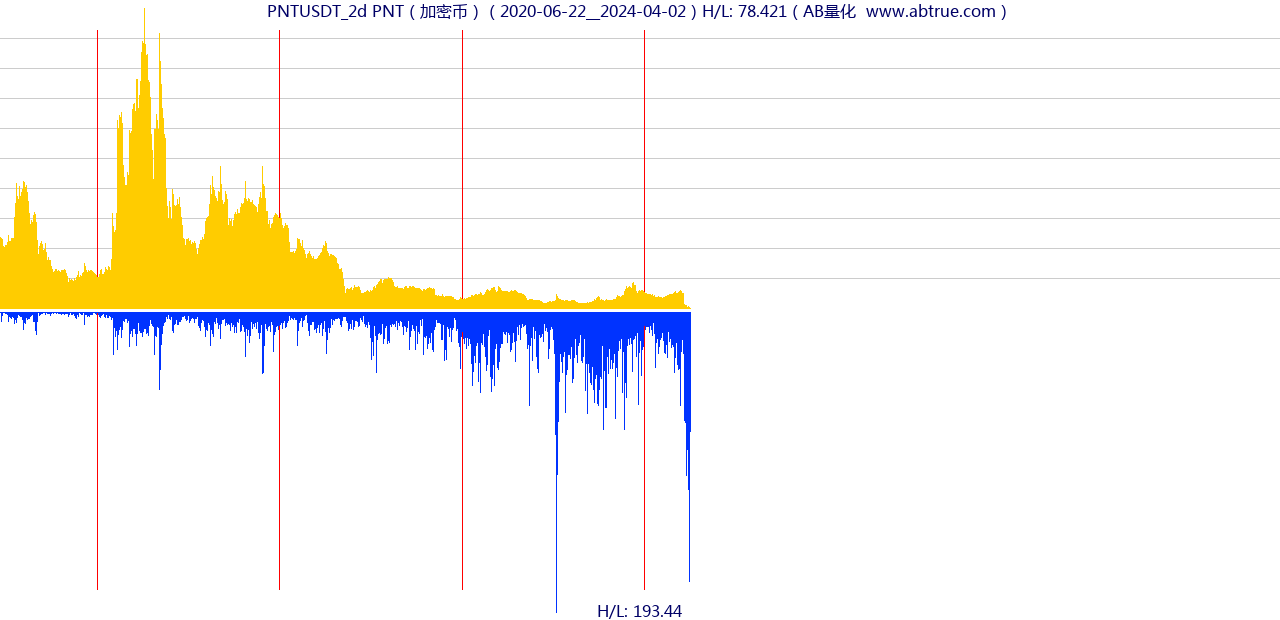 PNTUSDT_2d PNT（加密币）（2020-06-22__2024-04-02）H/L: 78.421（AB量化  www.abtrue.com）
H/L: 193.44